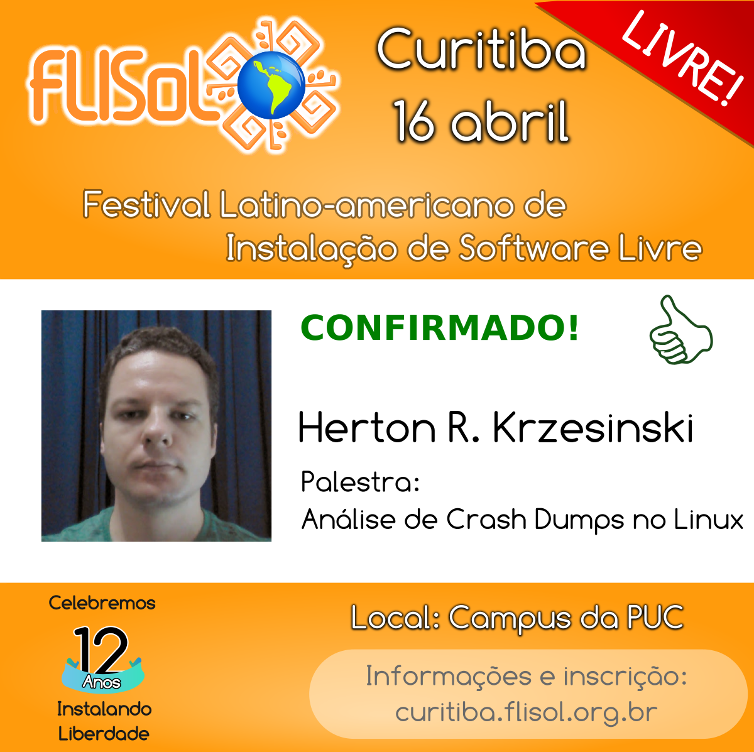 FLISoL
Curitiba
16 abril
LIVRE!
Festival Latino-americano de
Instalação de Software Livre
CONFIRMADO!
Herton R. Krzesinski
Palestra:
Análise de Crash Dumps no Linux
Celebremos
12
Anos
Instalando
Liberdade
Local: Campus da PUC
Informações e inscrição:
curitiba.flisol.org.br